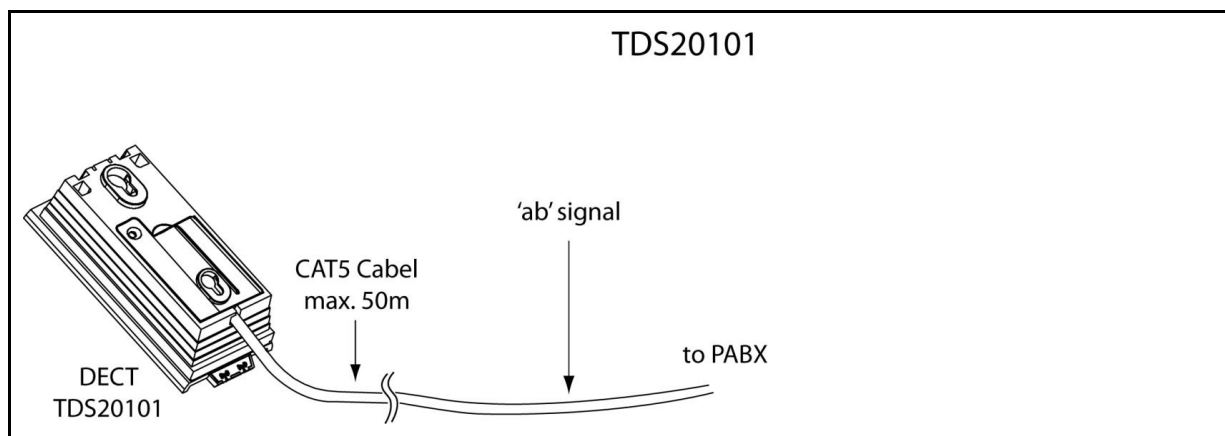 TDS20101
'ab' signal
CAT5 Cabel
max. 50m
to PABX
DECT
TDS20101